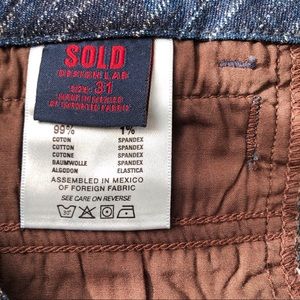 SOLD
DESIGN LAB
SIZE: 31
MADE IN MEXICO
OF IMPORTED FABRIC
99% 1%
COTTON SPANDEX
COTTON SPANDEX
COTONE SPANDEX
BAUMWOLLE SPANDEX
ALGODON ELASTICA
ASSEMBLED IN MEXICO
OF FOREIGN FABRIC
SEE CARE ON REVERSE
30